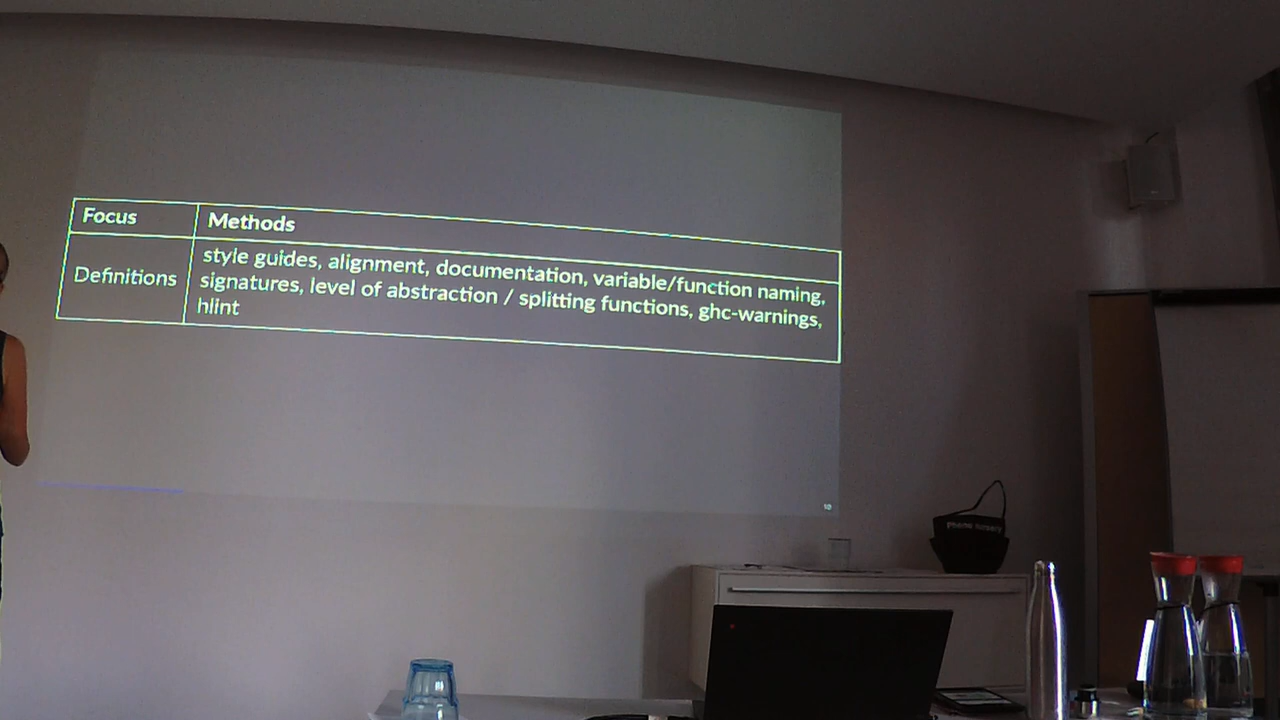 Focus
Methods
Definitions
style guides, alignment, documentation, variable/function naming,
signatures, level of abstraction / splitting functions, ghc-warnings,
hlint